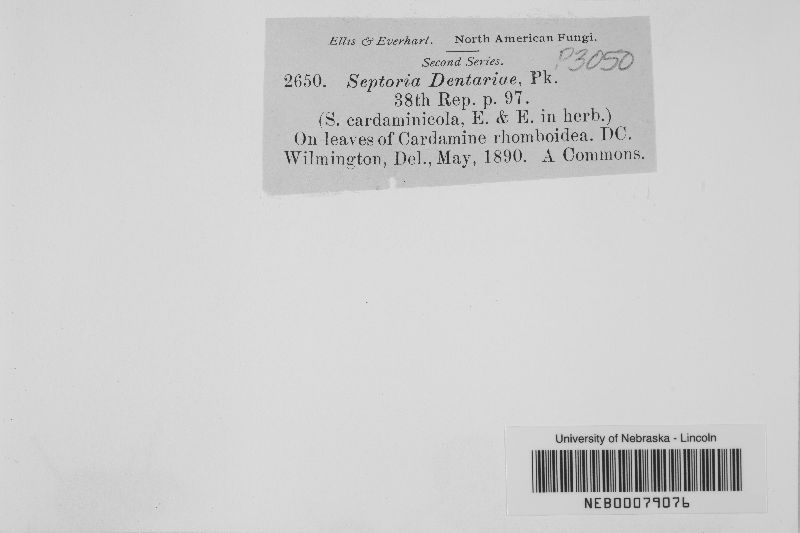 Ellis & Everhart. North American Fungi.
Second Series.
P3050
2650. Septoria Dentariae, Pk.
38th Rep. p. 97.
(S. cardaminicola, E. & E. in herb.)
On leaves of Cardamine rhomboidea. DC.
Wilmington, Del., May, 1890. A Commons.
University of Nebraska - Lincoln
NEB00079076